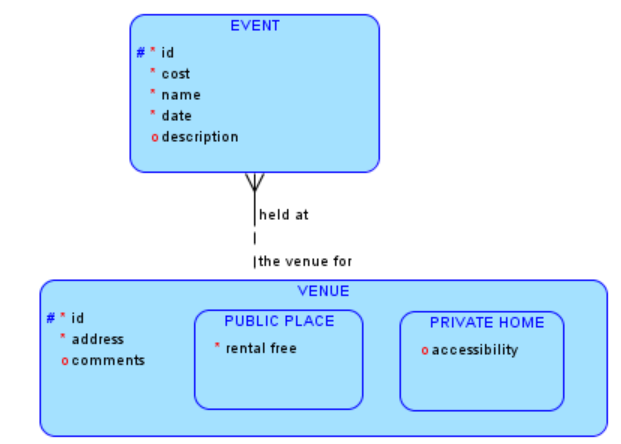 EVENT
# * id
* cost
* name
* date
o description
held at
the venue for
VENUE
# * id
* address
o comments
PUBLIC PLACE
* rental free
PRIVATE HOME
o accessibility